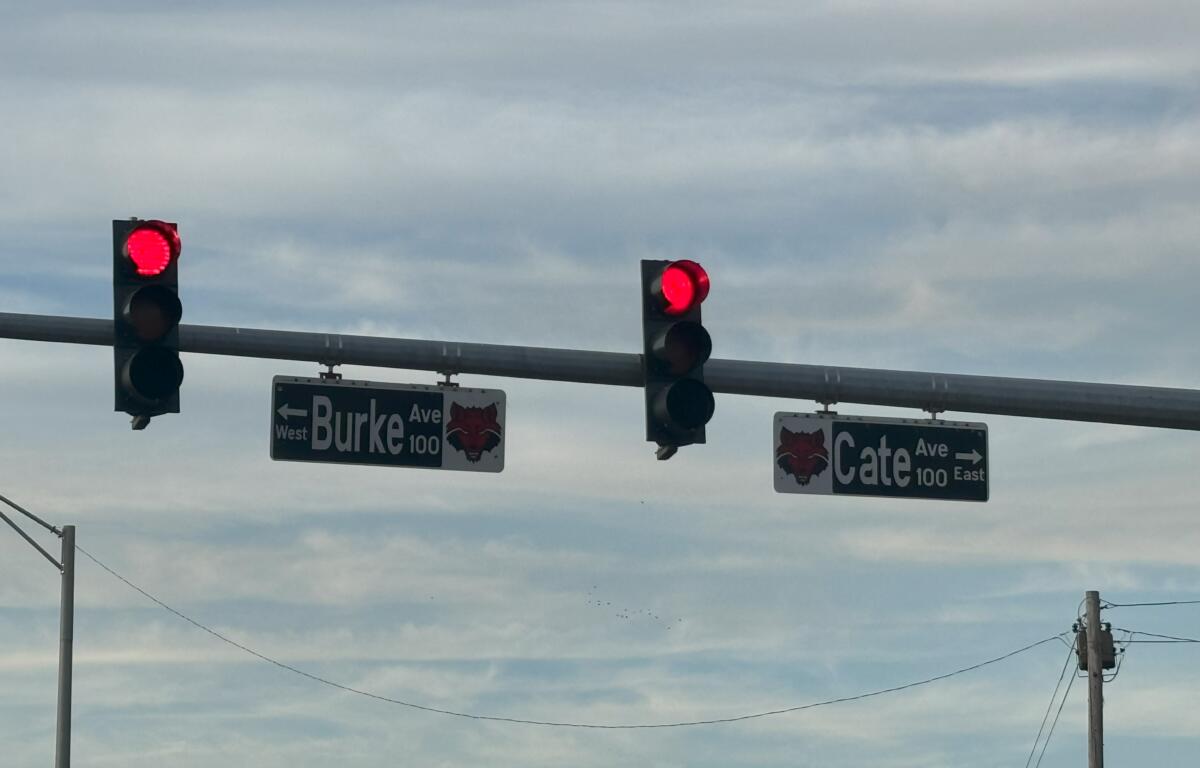 ← West Burke Ave 100
Cate Ave 100 → East